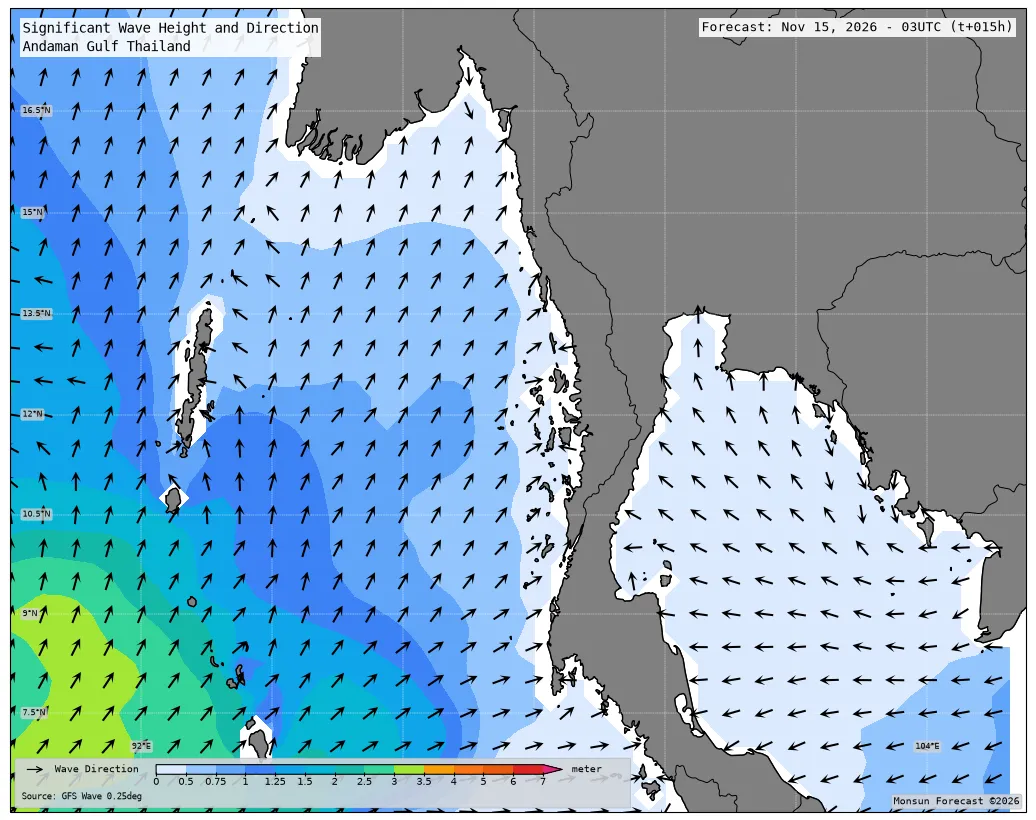 Significant Wave Height and Direction
Andaman Gulf Thailand
Forecast: Nov 15, 2026 - 03UTC (t+015h)
16.5°N
15°N
13.5°N
12°N
10.5°N
9°N
7.5°N
92°E
104°E
Wave Direction
meter
0 0.5 0.75 1 1.25 1.5 2 2.5 3 3.5 4 5 6 7
Source: GFS Wave 0.25deg
Monsun Forecast ©2026